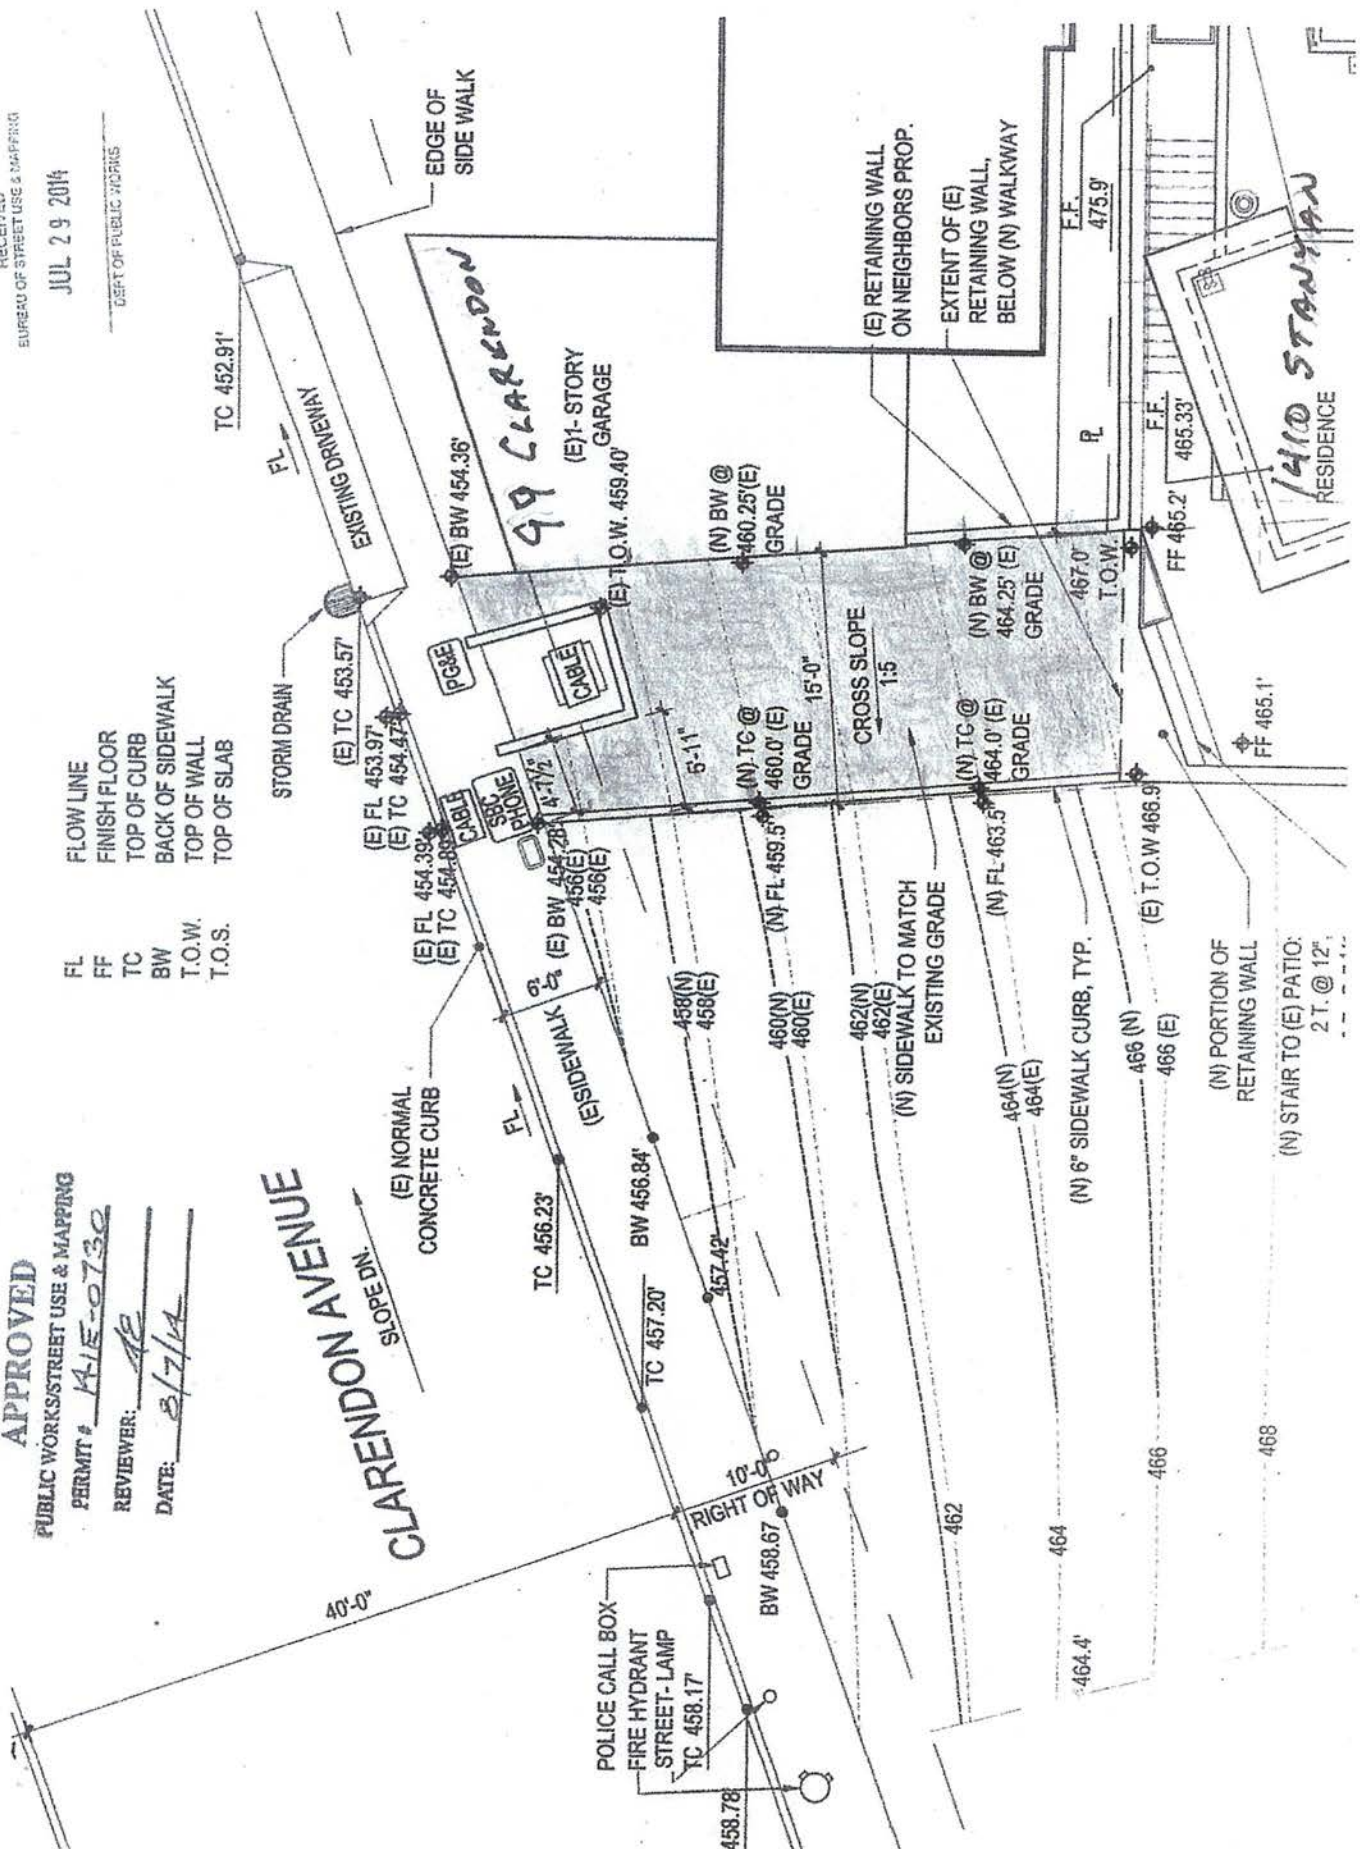 APPROVED
PUBLIC WORKS/STREET USE & MAPPING
PERMIT # 14IE-0730
REVIEWER:
DATE: 8/7/14
RECEIVED
BUREAU OF STREET USE & MAPPING
JUL 29 2014
DEPT OF PUBLIC WORKS
FL FLOW LINE
FF FINISH FLOOR
TC TOP OF CURB
BW BACK OF SIDEWALK
T.O.W. TOP OF WALL
T.O.S. TOP OF SLAB
CLARENDON AVENUE
SLOPE DN.
40'-0"
(E) NORMAL
CONCRETE CURB
STORM DRAIN
TC 452.91'
FL
EXISTING DRIVEWAY
EDGE OF
SIDE WALK
(E) TC 453.57'
(E) FL 453.97'
(E) TC 454.47'
(E) FL 454.39'
(E) TC 454.89'
CABLE
SBC
PHONE
PG&E
CABLE
(E) BW 454.36'
99 CLARENDON
(E)1- STORY
GARAGE
(E) T.O.W. 459.40'
FL
(E)SIDEWALK
(E) BW 454.28'
4'-7½"
456(E)
456(E)
5'-11"
TC 456.23'
BW 456.84'
TC 457.20'
457.42'
458(N)
458(E)
(N) TC @
460.0' (E)
GRADE
(N) BW @
460.25'(E)
GRADE
(N) FL 459.5'
460(N)
460(E)
15'-0"
CROSS SLOPE
1:5
462(N)
462(E)
(N) SIDEWALK TO MATCH
EXISTING GRADE
(E) RETAINING WALL
ON NEIGHBORS PROP.
EXTENT OF (E)
RETAINING WALL,
BELOW (N) WALKWAY
(N) TC @
464.0' (E)
GRADE
(N) BW @
464.25' (E)
GRADE
(N) FL 463.5'
464(N)
464(E)
(N) 6" SIDEWALK CURB, TYP.
467.0'
T.O.W.
PL
F.F.
475.9'
F.F.
465.33'
FF 465.2'
1410 STANYAN
RESIDENCE
(E) T.O.W 466.9'
466 (N)
466 (E)
(N) PORTION OF
RETAINING WALL
FF 465.1'
(N) STAIR TO (E) PATIO:
2 T. @ 12"
POLICE CALL BOX
FIRE HYDRANT
STREET- LAMP
TC 458.17'
458.78'
BW 458.67
10'-0"
RIGHT OF WAY
462
464
464.4'
466
468